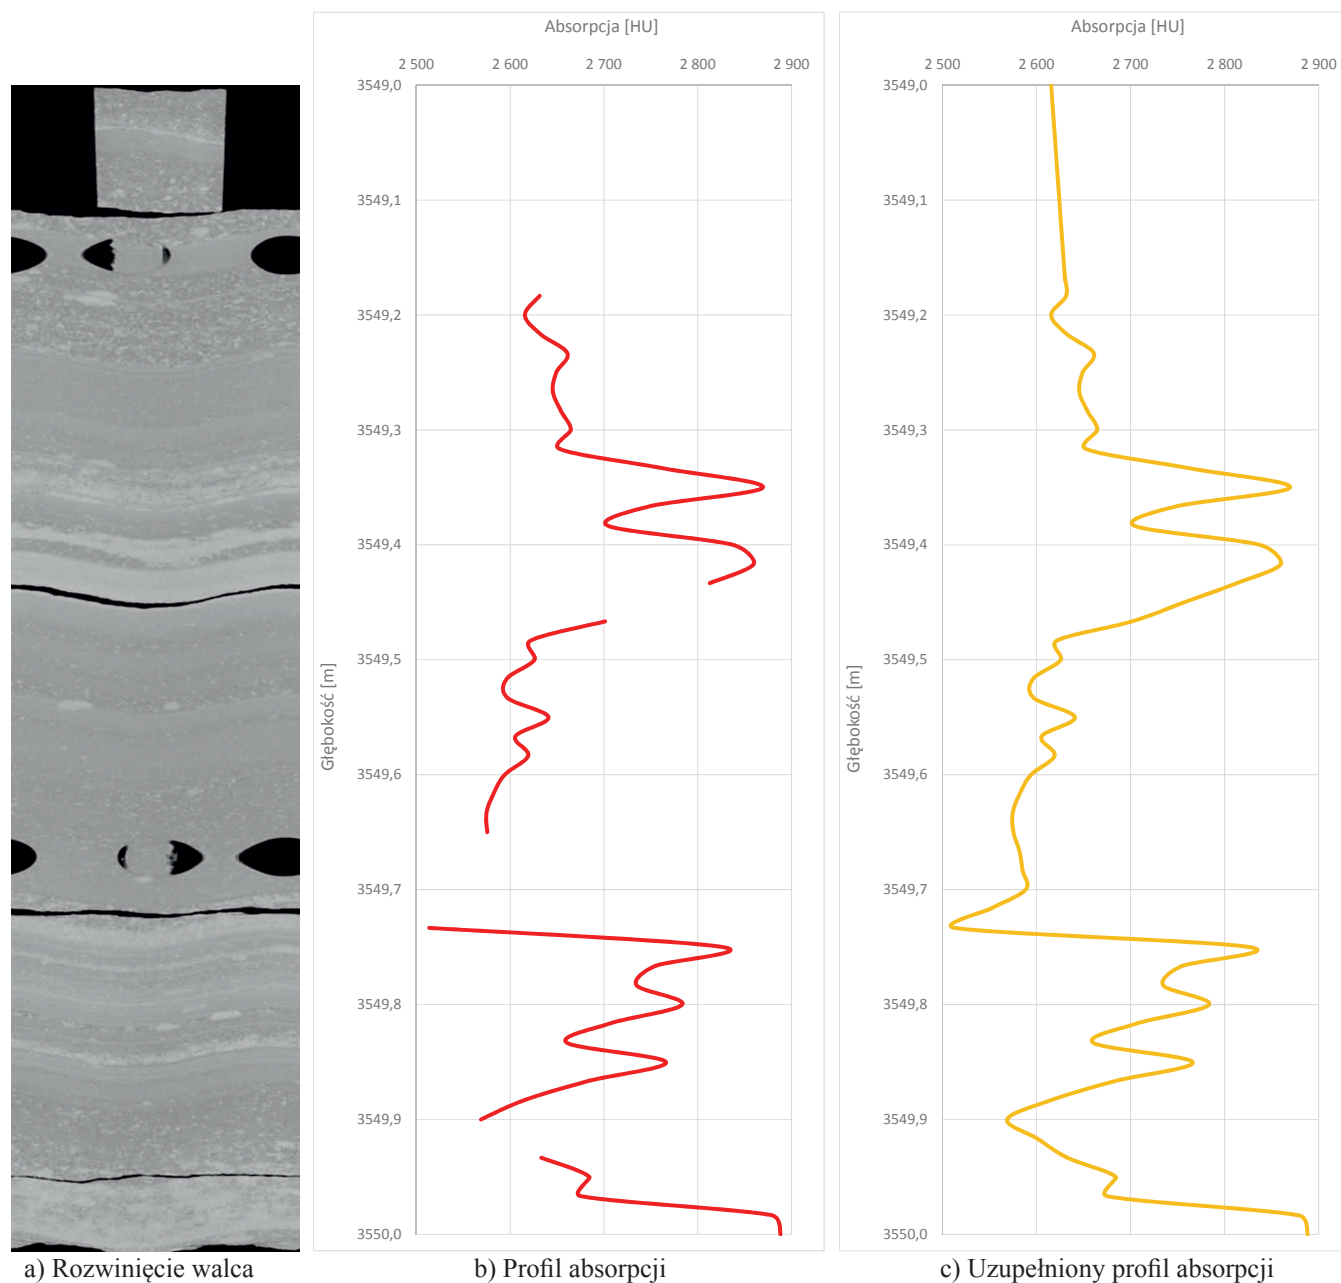 Absorpcja [HU]
2 500 2 600 2 700 2 800 2 900
3549,0
3549,1
3549,2
3549,3
3549,4
3549,5
3549,6
3549,7
3549,8
3549,9
3550,0
Głębokość [m]
Absorpcja [HU]
2 500 2 600 2 700 2 800 2 900
3549,0
3549,1
3549,2
3549,3
3549,4
3549,5
3549,6
3549,7
3549,8
3549,9
3550,0
Głębokość [m]
a) Rozwinięcie walca
b) Profil absorpcji
c) Uzupełniony profil absorpcji